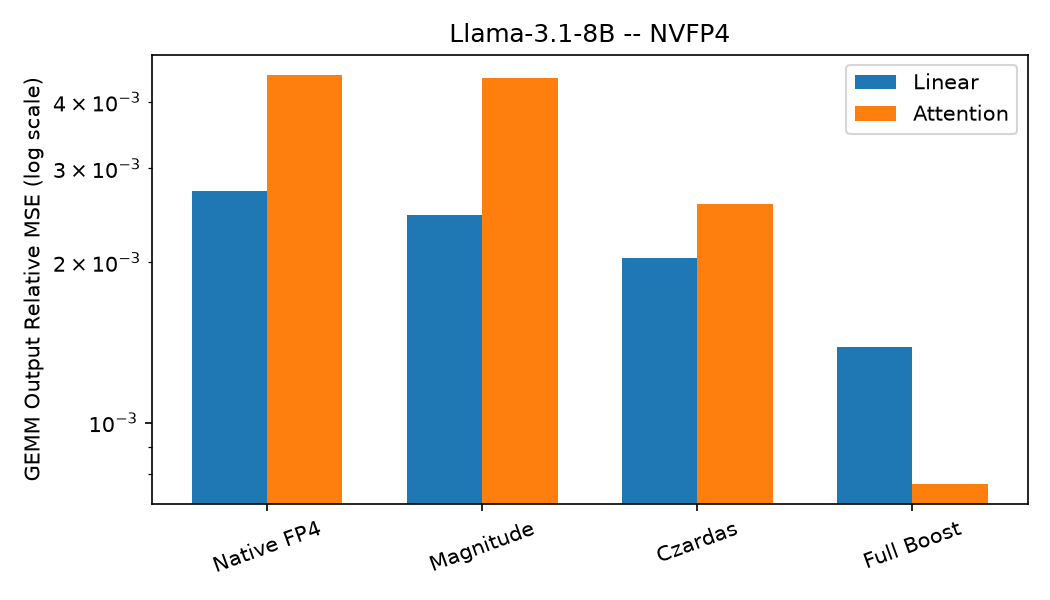 Llama-3.1-8B -- NVFP4
GEMM Output Relative MSE (log scale)
4 × 10⁻³
3 × 10⁻³
2 × 10⁻³
10⁻³
Linear
Attention
Native FP4
Magnitude
Czardas
Full Boost